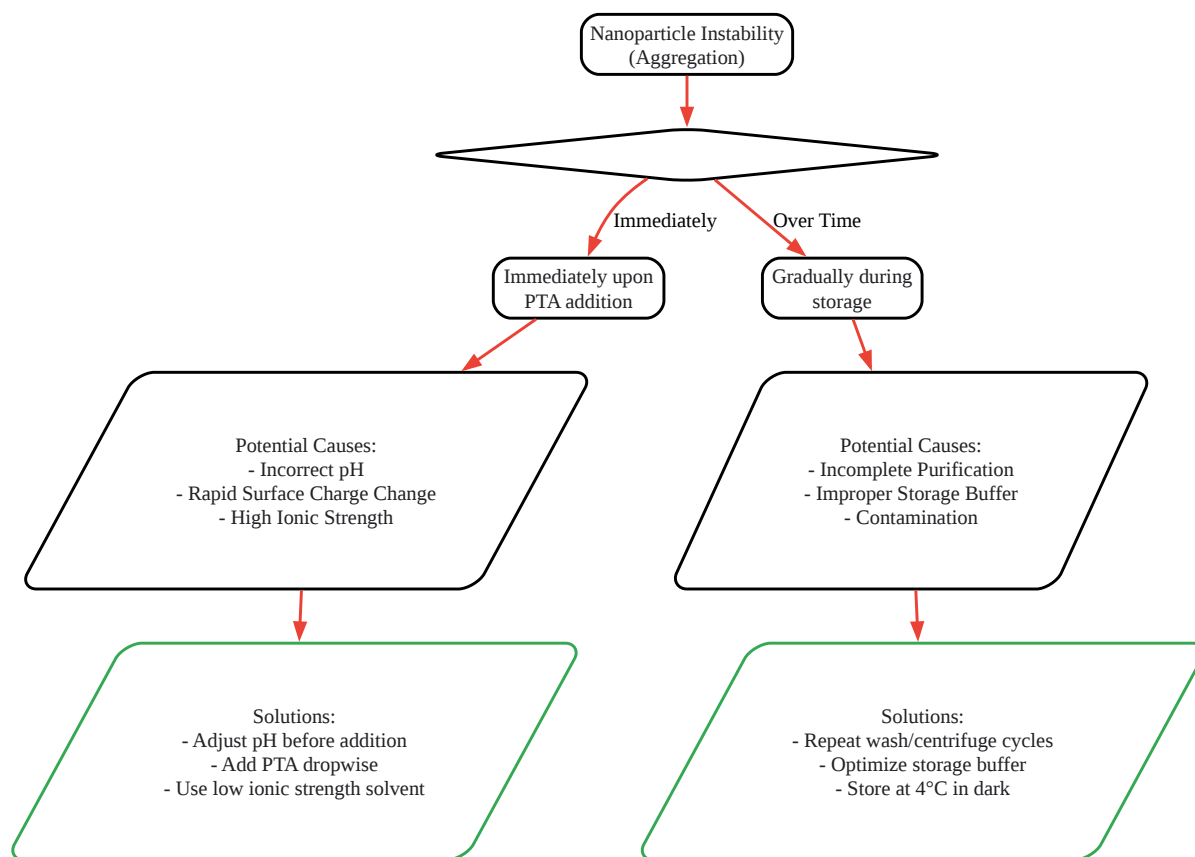 Nanoparticle Instability
(Aggregation)
Immediately
Over Time
Immediately upon
PTA addition
Gradually during
storage
Potential Causes:
- Incorrect pH
- Rapid Surface Charge Change
- High Ionic Strength
Potential Causes:
- Incomplete Purification
- Improper Storage Buffer
- Contamination
Solutions:
- Adjust pH before addition
- Add PTA dropwise
- Use low ionic strength solvent
Solutions:
- Repeat wash/centrifuge cycles
- Optimize storage buffer
- Store at 4°C in dark